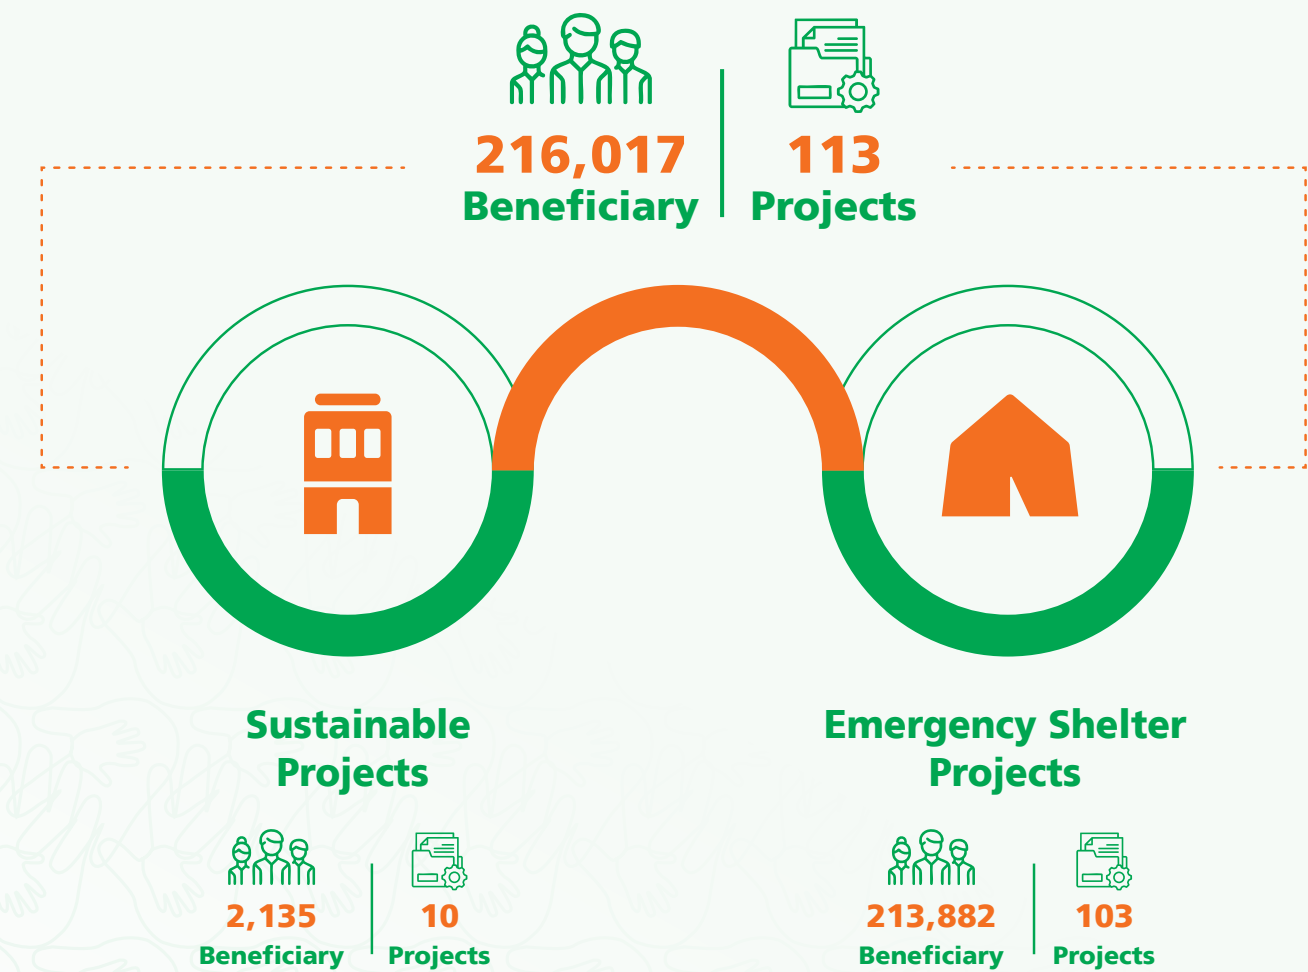 216,017
Beneficiary
113
Projects
Sustainable
Projects
2,135
Beneficiary
10
Projects
Emergency Shelter
Projects
213,882
Beneficiary
103
Projects